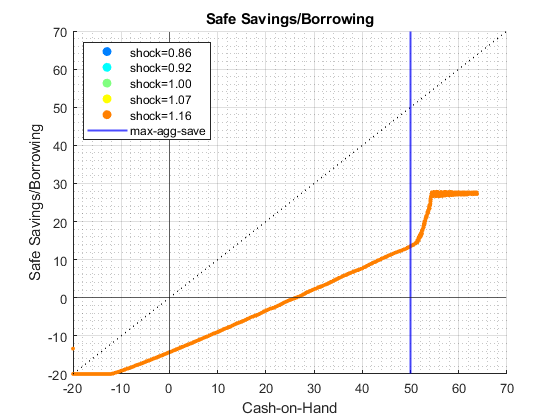 Safe Savings/Borrowing
70
60
50
40
30
20
10
0
-10
-20
Safe Savings/Borrowing
shock=0.86
shock=0.92
shock=1.00
shock=1.07
shock=1.16
max-agg-save
-20 -10 0 10 20 30 40 50 60 70
Cash-on-Hand